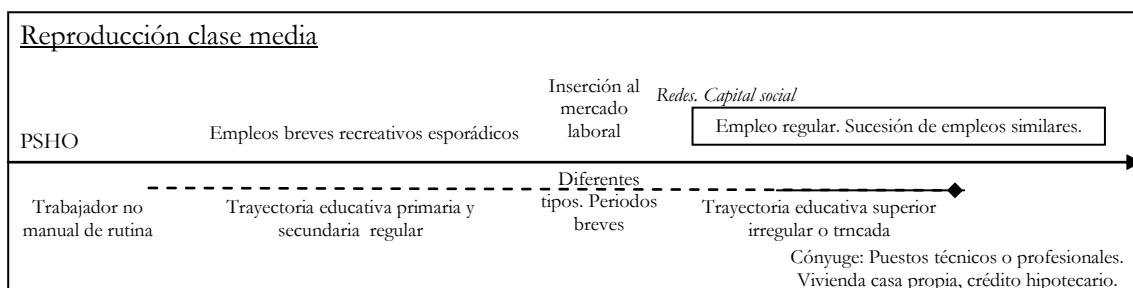 Reproducción clase media
Inserción al
mercado
laboral
Redes. Capital social
Empleos breves recreativos esporádicos
Empleo regular. Sucesión de empleos similares.
PSHO
Trabajador no
manual de rutina
Trayectoria educativa primaria y
secundaria regular
Diferentes
tipos. Periodos
breves
Trayectoria educativa superior
irregular o trncada
Cónyuge: Puestos técnicos o profesionales.
Vivienda casa propia, crédito hipotecario.